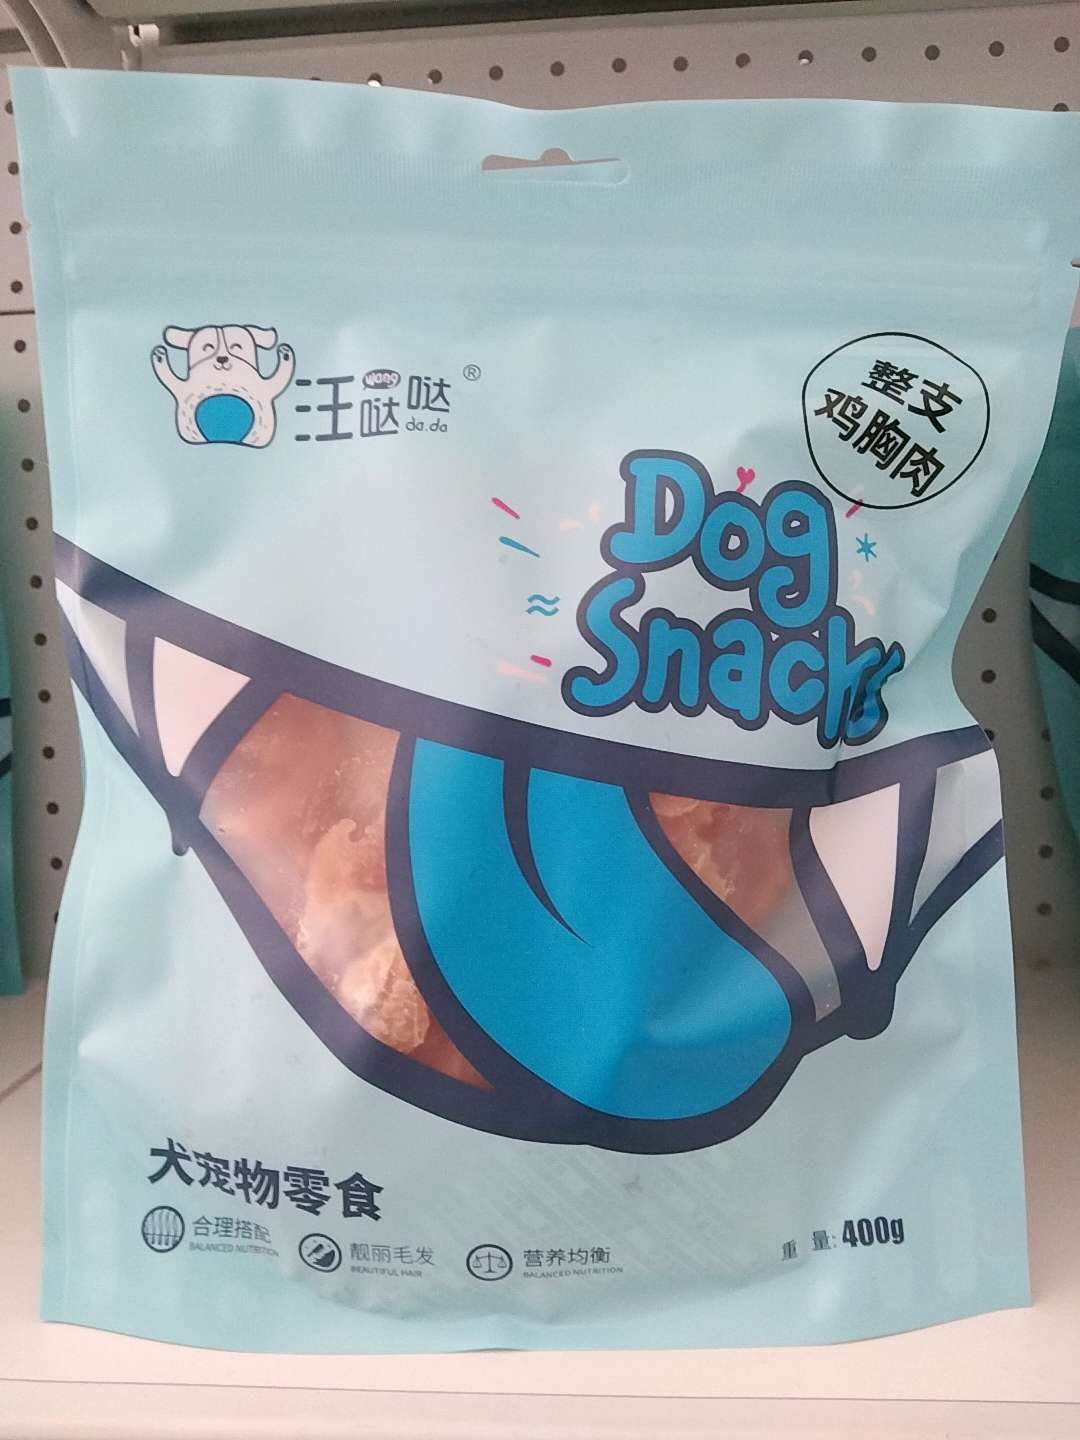 汪哒哒®
wang
da.da
整支
鸡胸肉
Dog
Snacks
犬宠物零食
合理搭配
BALANCED NUTRITION
靓丽毛发
BEAUTIFUL HAIR
营养均衡
BALANCED NUTRITION
重 量: 400g